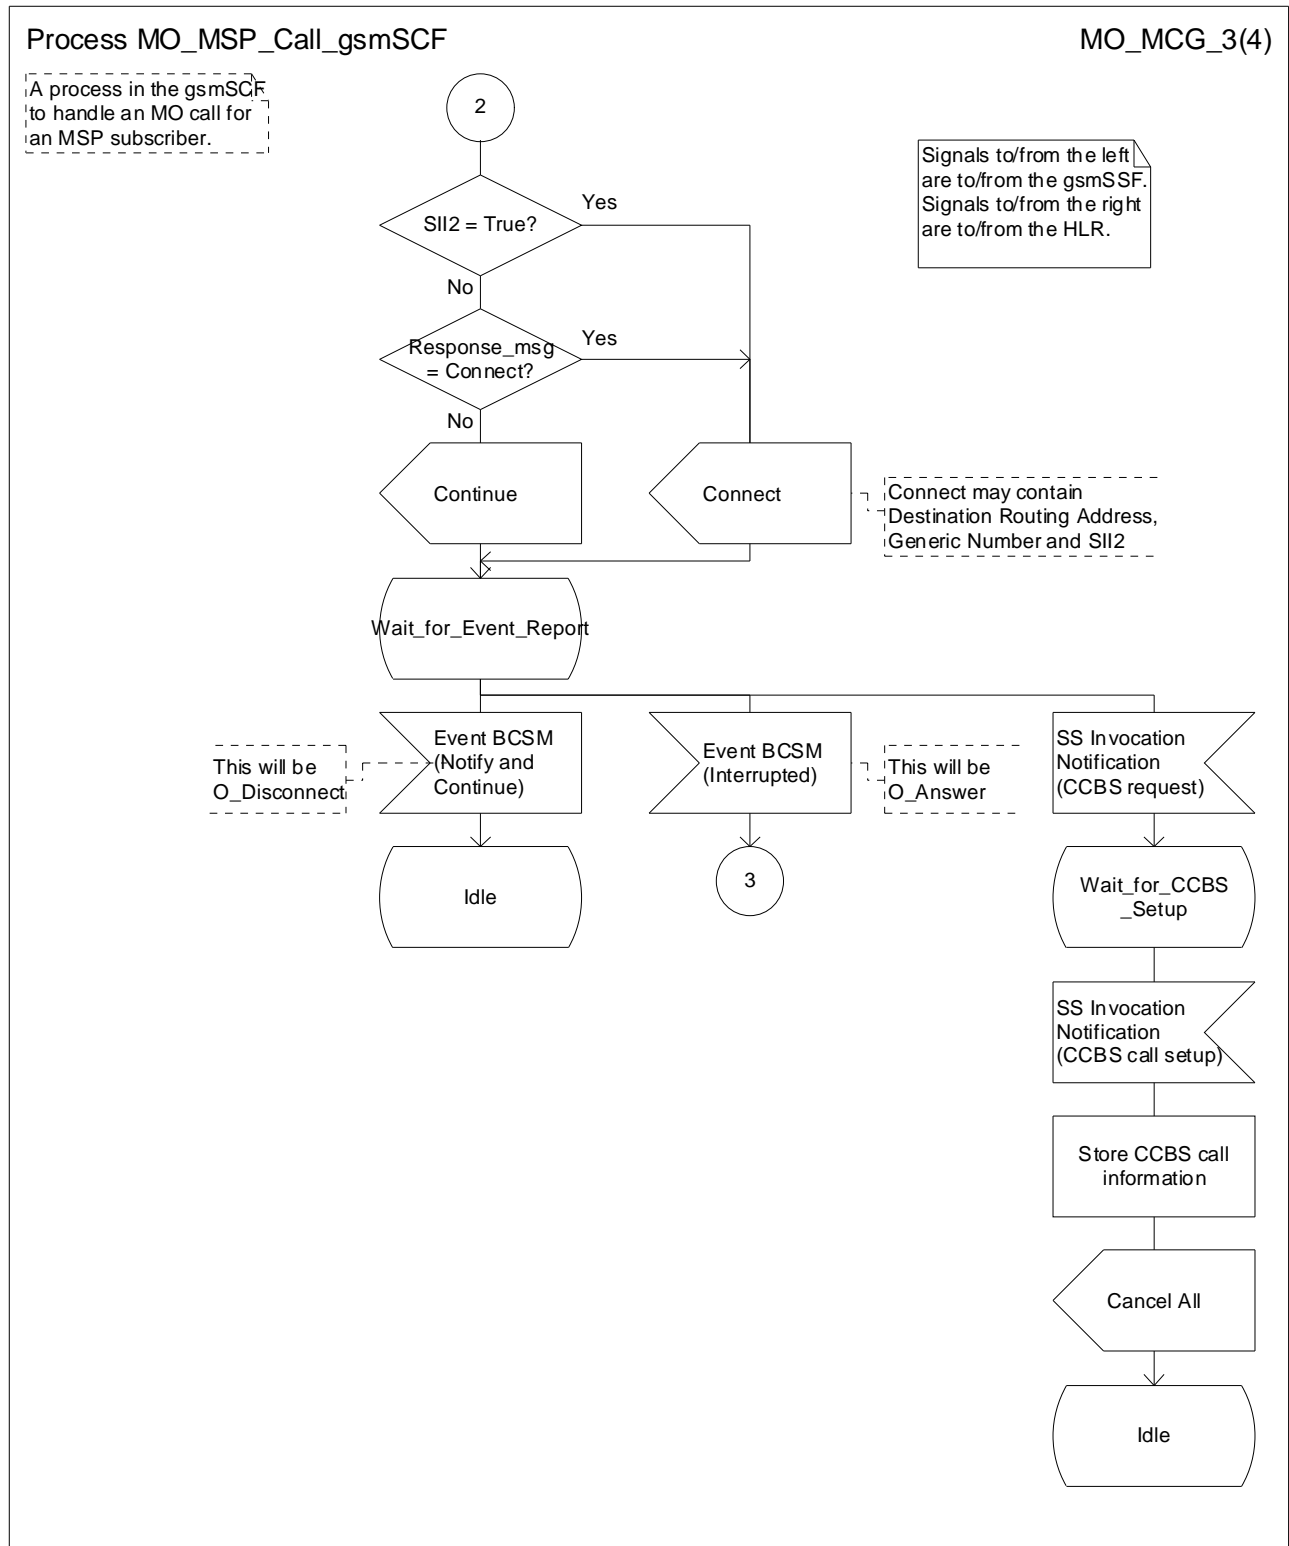 Process MO_MSP_Call_gsmSCF
MO_MCG_3(4)
A process in the gsmSCF
to handle an MO call for
an MSP subscriber.
2
Signals to/from the left
are to/from the gsmSSF.
Signals to/from the right
are to/from the HLR.
SII2 = True?
Yes
No
Response_msg
= Connect?
Yes
No
Continue
Connect
Connect may contain
Destination Routing Address,
Generic Number and SII2
Wait_for_Event_Report
This will be
O_Disconnect
Event BCSM
(Notify and
Continue)
Event BCSM
(Interrupted)
This will be
O_Answer
SS Invocation
Notification
(CCBS request)
Idle
3
Wait_for_CCBS
_Setup
SS Invocation
Notification
(CCBS call setup)
Store CCBS call
information
Cancel All
Idle